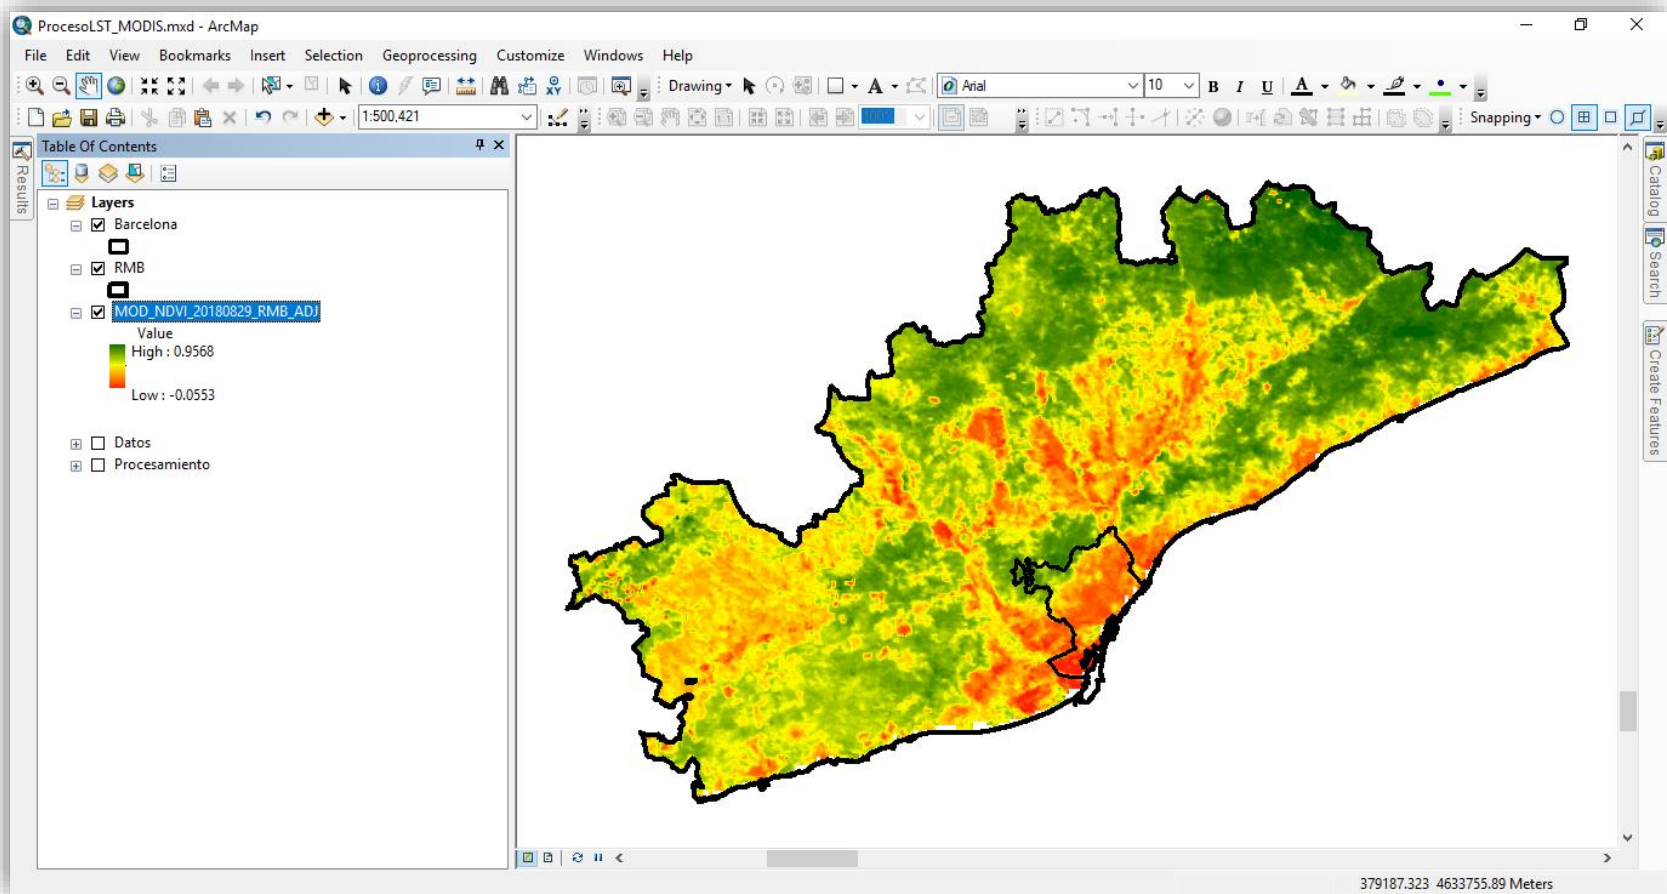 ProcesoLST_MODIS.mxd - ArcMap
File Edit View Bookmarks Insert Selection Geoprocessing Customize Windows Help
Drawing Arial 10 B I U A
1:500,421 100% Snapping
Table Of Contents
Results
Layers
Barcelona
RMB
MOD_NDVI_20180829_RMB_ADJ
Value
High : 0.9568
Low : -0.0553
Datos
Procesamiento
Catalog
Search
Create Features
379187.323 4633755.89 Meters